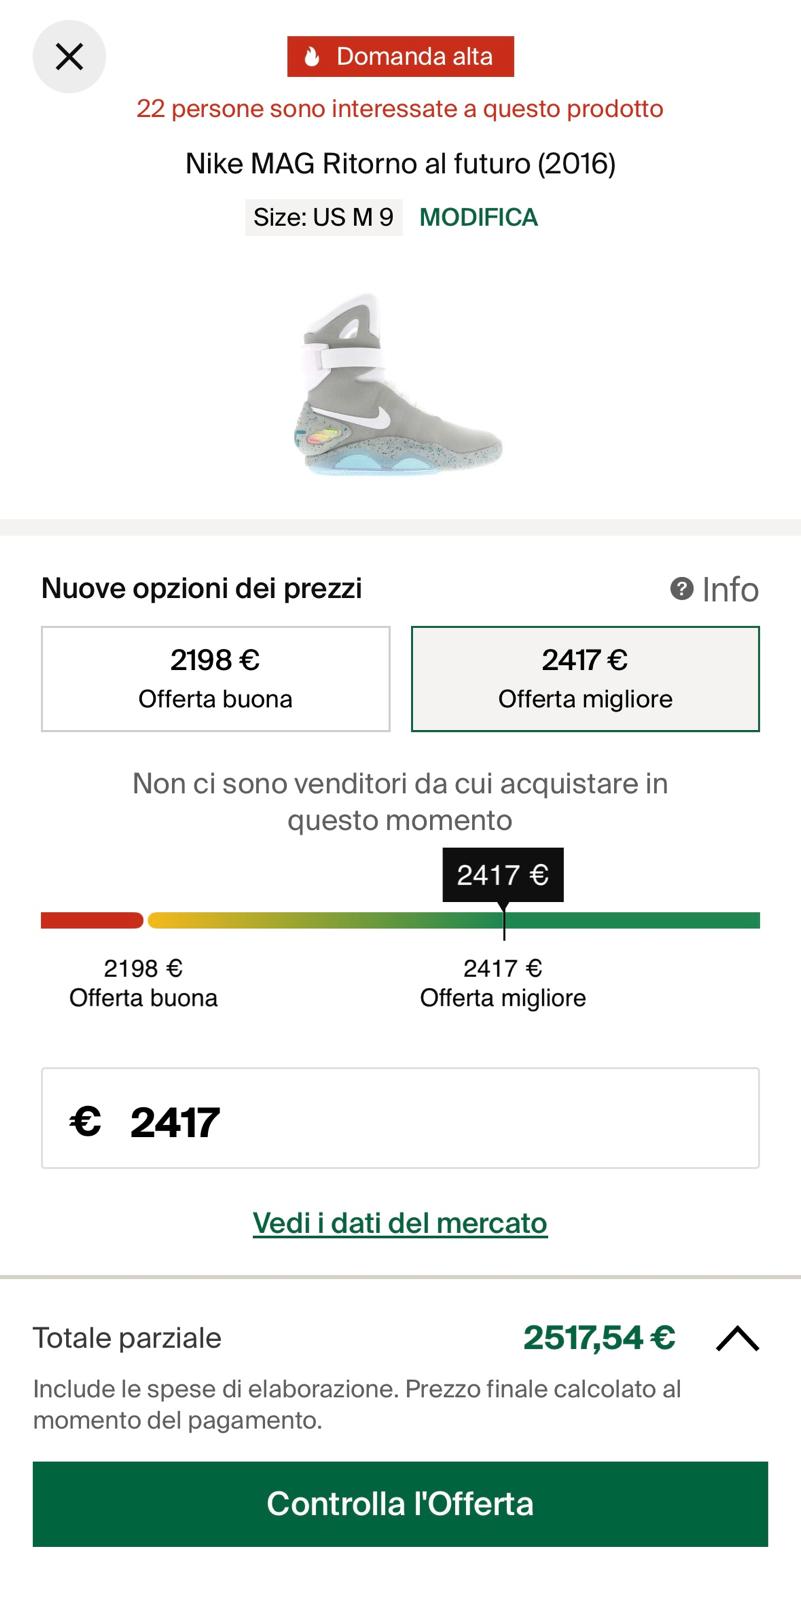 Domanda alta
22 persone sono interessate a questo prodotto
Nike MAG Ritorno al futuro (2016)
Size: US M 9 MODIFICA
Nuove opzioni dei prezzi
? Info
2198 €
Offerta buona
2417 €
Offerta migliore
Non ci sono venditori da cui acquistare in
questo momento
2417 €
2198 €
Offerta buona
2417 €
Offerta migliore
€ 2417
Vedi i dati del mercato
Totale parziale 2517,54 €
Include le spese di elaborazione. Prezzo finale calcolato al
momento del pagamento.
Controlla l'Offerta